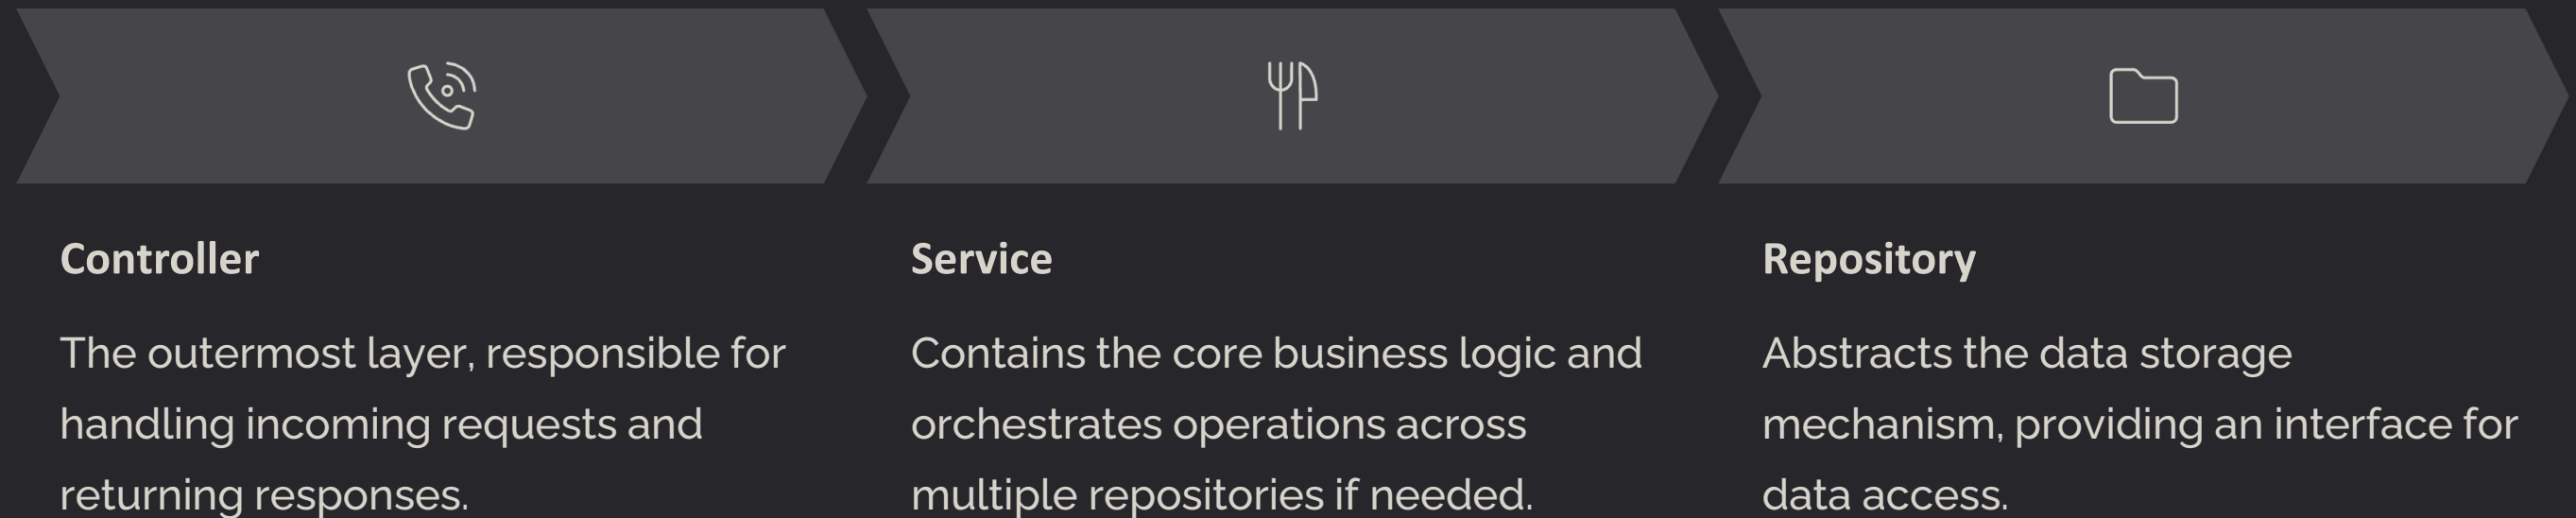 Controller
The outermost layer, responsible for
handling incoming requests and
returning responses.
Service
Contains the core business logic and
orchestrates operations across
multiple repositories if needed.
Repository
Abstracts the data storage
mechanism, providing an interface for
data access.